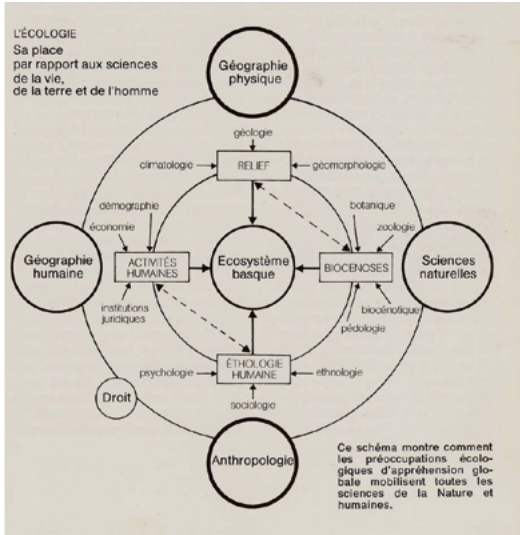 L'ÉCOLOGIE
Sa place
par rapport aux sciences
de la vie,
de la terre et de l'homme
Géographie
physique
géologie
climatologie
RELIEF
géomorphologie
démographie
botanique
économie
zoologie
Géographie
humaine
ACTIVITÉS
HUMAINES
Ecosystème
basque
BIOCENOSES
Sciences
naturelles
institutions
juridiques
biocénotique
pédologie
psychologie
ÉTHOLOGIE
HUMAINE
ethnologie
sociologie
Droit
Anthropologie
Ce schéma montre comment
les préoccupations écolo-
giques d'appréhension glo-
bale mobilisent toutes les
sciences de la Nature et
humaines.